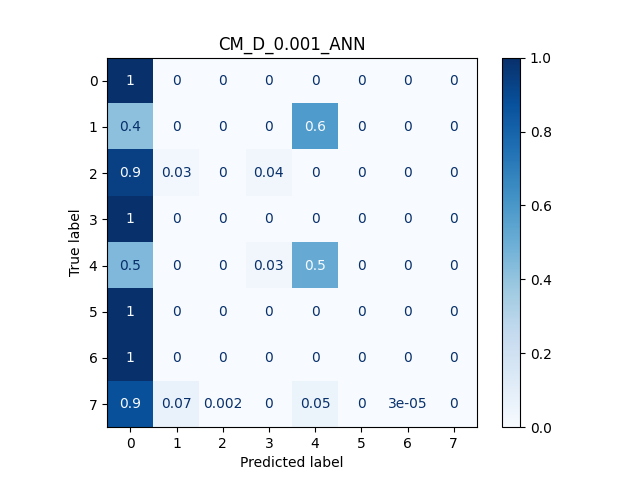 CM_D_0.001_ANN
0 1 0 0 0 0 0 0 0
1 0.4 0 0 0 0.6 0 0 0
2 0.9 0.03 0 0.04 0 0 0 0
3 1 0 0 0 0 0 0 0
4 0.5 0 0 0.03 0.5 0 0 0
5 1 0 0 0 0 0 0 0
6 1 0 0 0 0 0 0 0
7 0.9 0.07 0.002 0 0.05 0 3e-05 0
0 1 2 3 4 5 6 7
True label
Predicted label
1.0
0.8
0.6
0.4
0.2
0.0